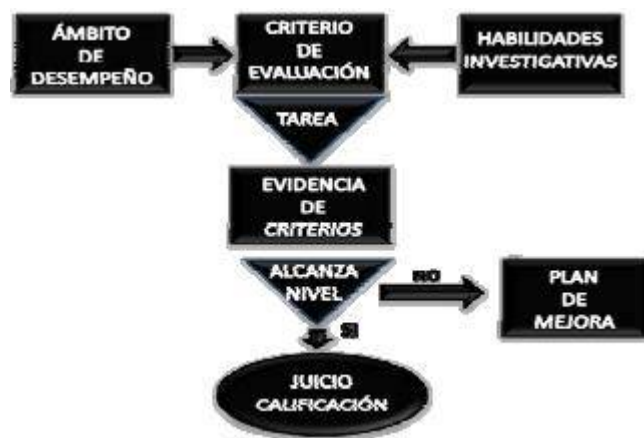 ÁMBITO
DE
DESEMPEÑO
CRITERIO
DE
EVALUACIÓN
HABILIDADES
INVESTIGATIVAS
TAREA
EVIDENCIA
DE
CRITERIOS
ALCANZA
NIVEL
NO
PLAN
DE
MEJORA
SI
JUICIO
CALIFICACIÓN